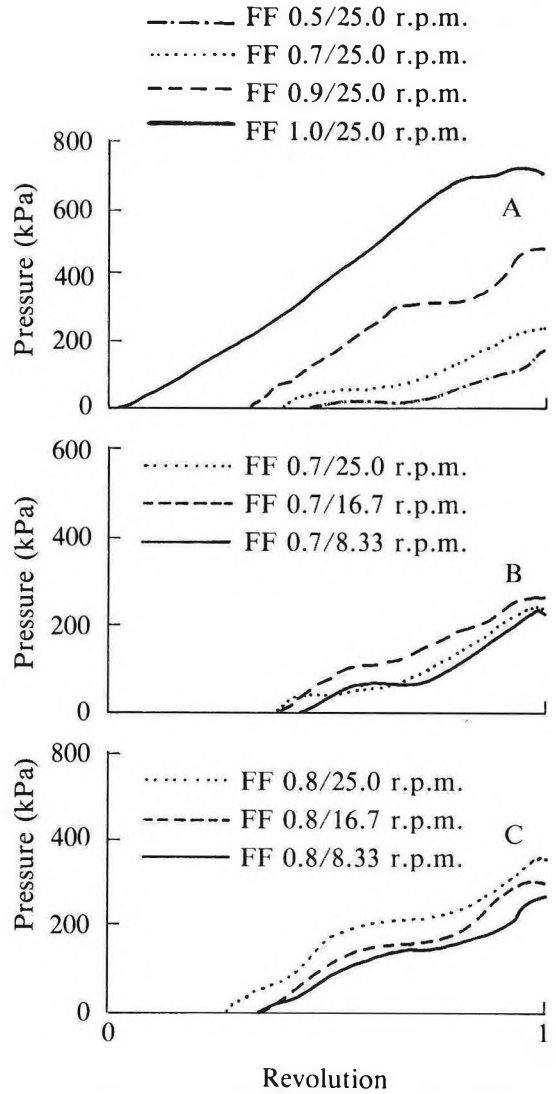 FF 0.5/25.0 r.p.m.
FF 0.7/25.0 r.p.m.
FF 0.9/25.0 r.p.m.
FF 1.0/25.0 r.p.m.
800
600
400
200
0
Pressure (kPa)
A
600
400
200
0
Pressure (kPa)
FF 0.7/25.0 r.p.m.
FF 0.7/16.7 r.p.m.
FF 0.7/8.33 r.p.m.
B
800
400
200
0
Pressure (kPa)
FF 0.8/25.0 r.p.m.
FF 0.8/16.7 r.p.m.
FF 0.8/8.33 r.p.m.
C
0
1
Revolution